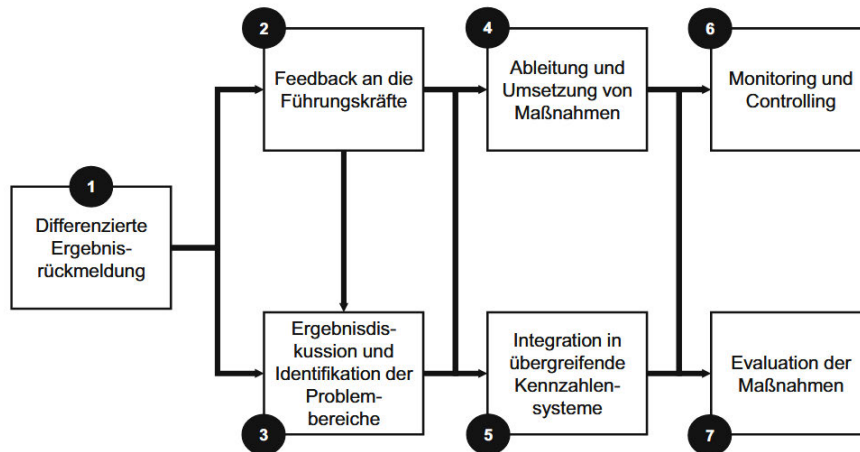 1
Differenzierte
Ergebnis-
rückmeldung
2
Feedback an die
Führungskräfte
3
Ergebnisdis-
kussion und
Identifikation der
Problem-
bereiche
4
Ableitung und
Umsetzung von
Maßnahmen
5
Integration in
übergreifende
Kennzahlen-
systeme
6
Monitoring und
Controlling
7
Evaluation der
Maßnahmen